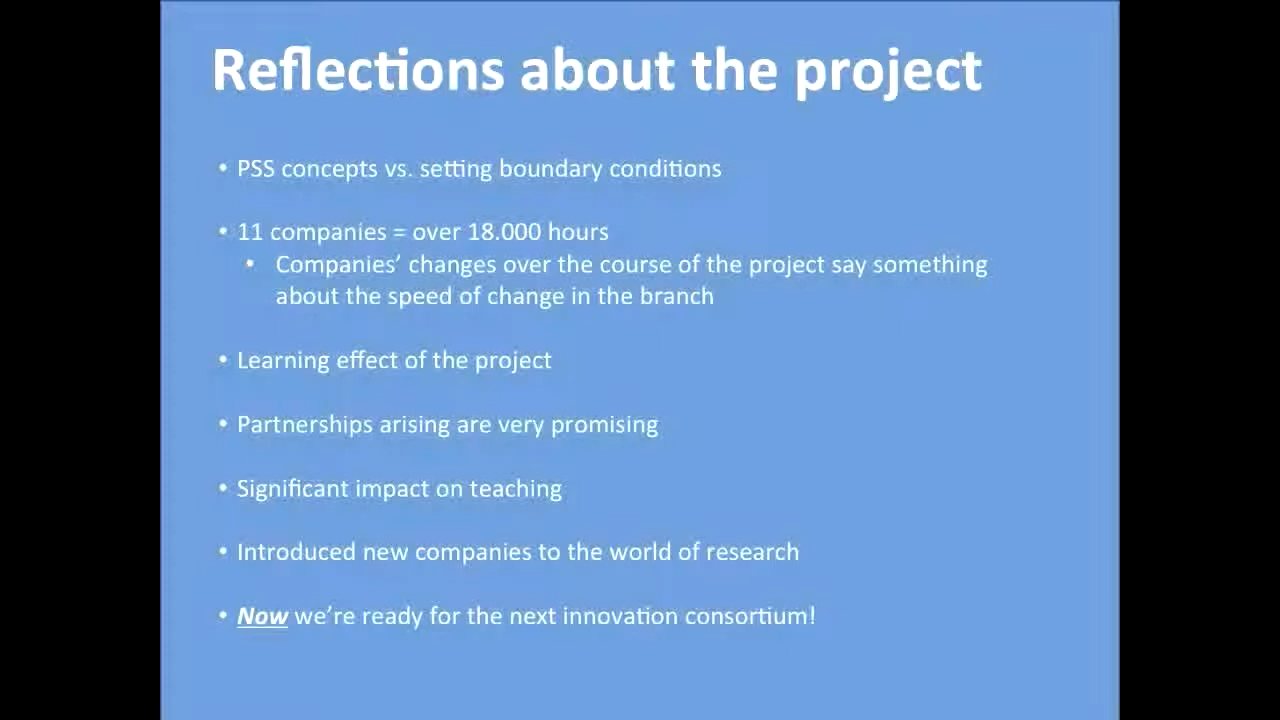 Reflections about the project
• PSS concepts vs. setting boundary conditions
• 11 companies = over 18.000 hours
• Companies’ changes over the course of the project say something
about the speed of change in the branch
• Learning effect of the project
• Partnerships arising are very promising
• Significant impact on teaching
• Introduced new companies to the world of research
• Now we’re ready for the next innovation consortium!